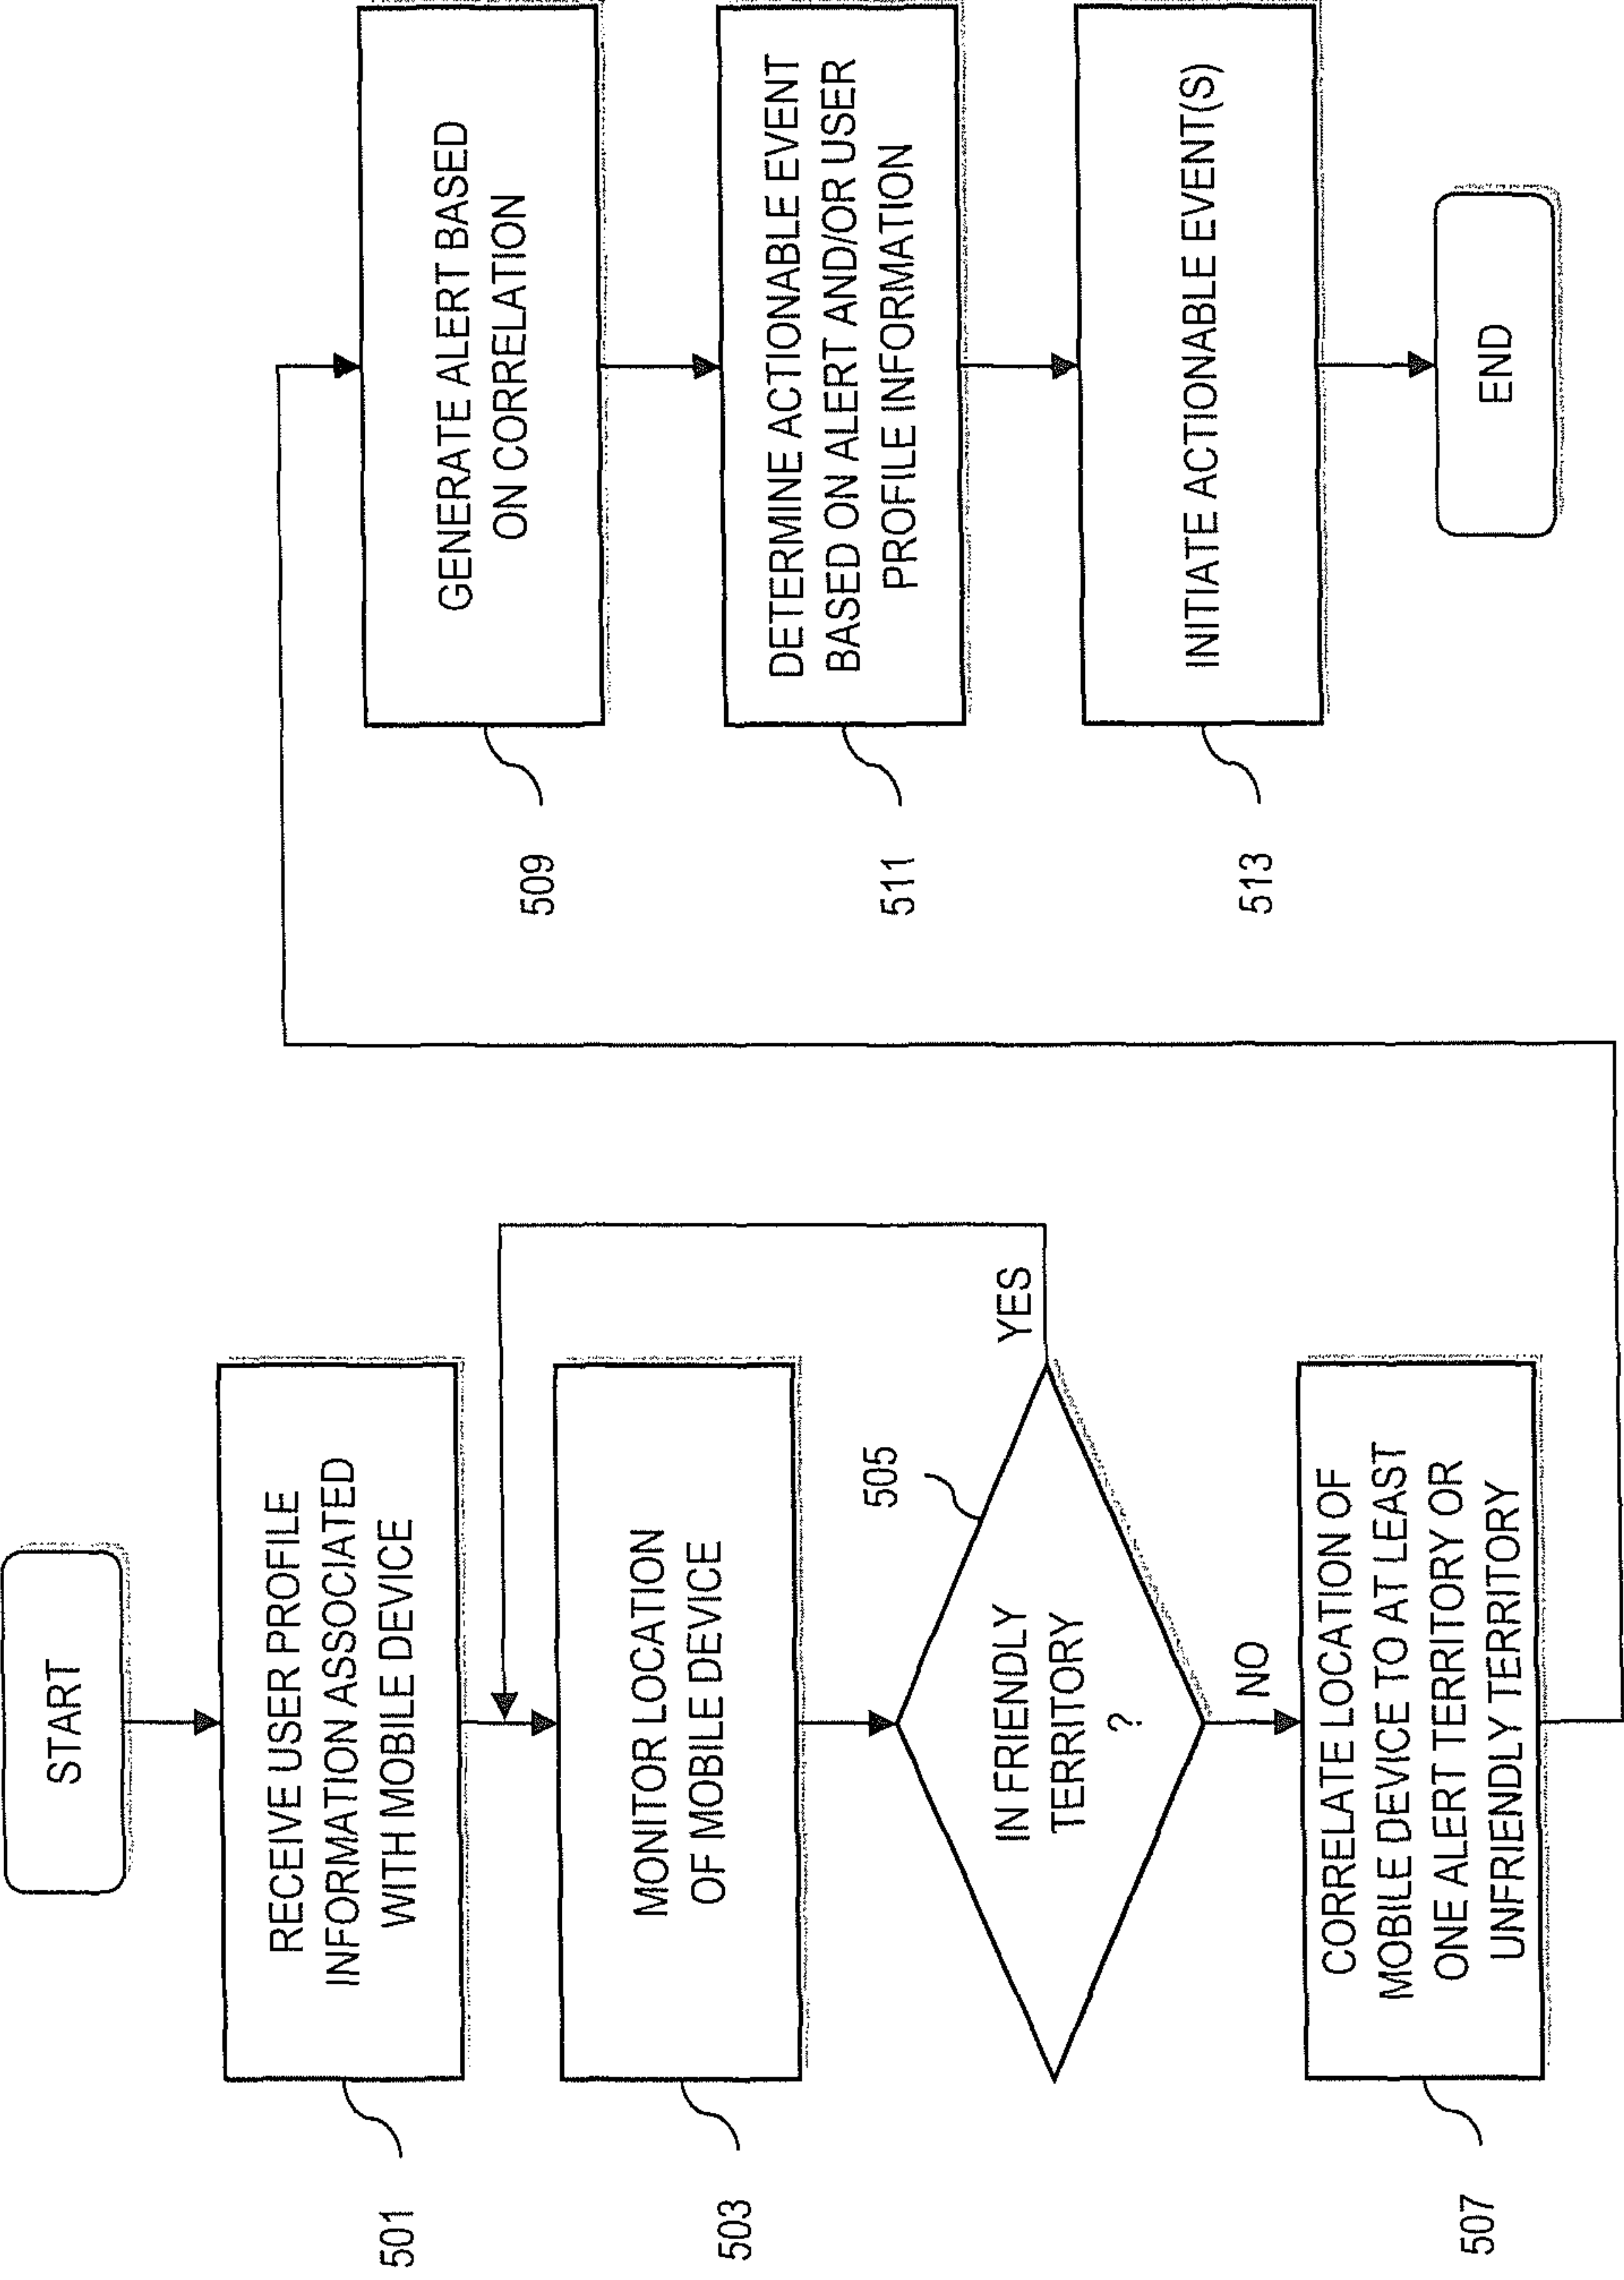 START
RECEIVE USER PROFILE
INFORMATION ASSOCIATED
WITH MOBILE DEVICE
501
MONITOR LOCATION
OF MOBILE DEVICE
503
IN FRIENDLY
TERRITORY
?
505
YES
NO
CORRELATE LOCATION OF
MOBILE DEVICE TO AT LEAST
ONE ALERT TERRITORY OR
UNFRIENDLY TERRITORY
507
GENERATE ALERT BASED
ON CORRELATION
509
DETERMINE ACTIONABLE EVENT
BASED ON ALERT AND/OR USER
PROFILE INFORMATION
511
INITIATE ACTIONABLE EVENT(S)
513
END